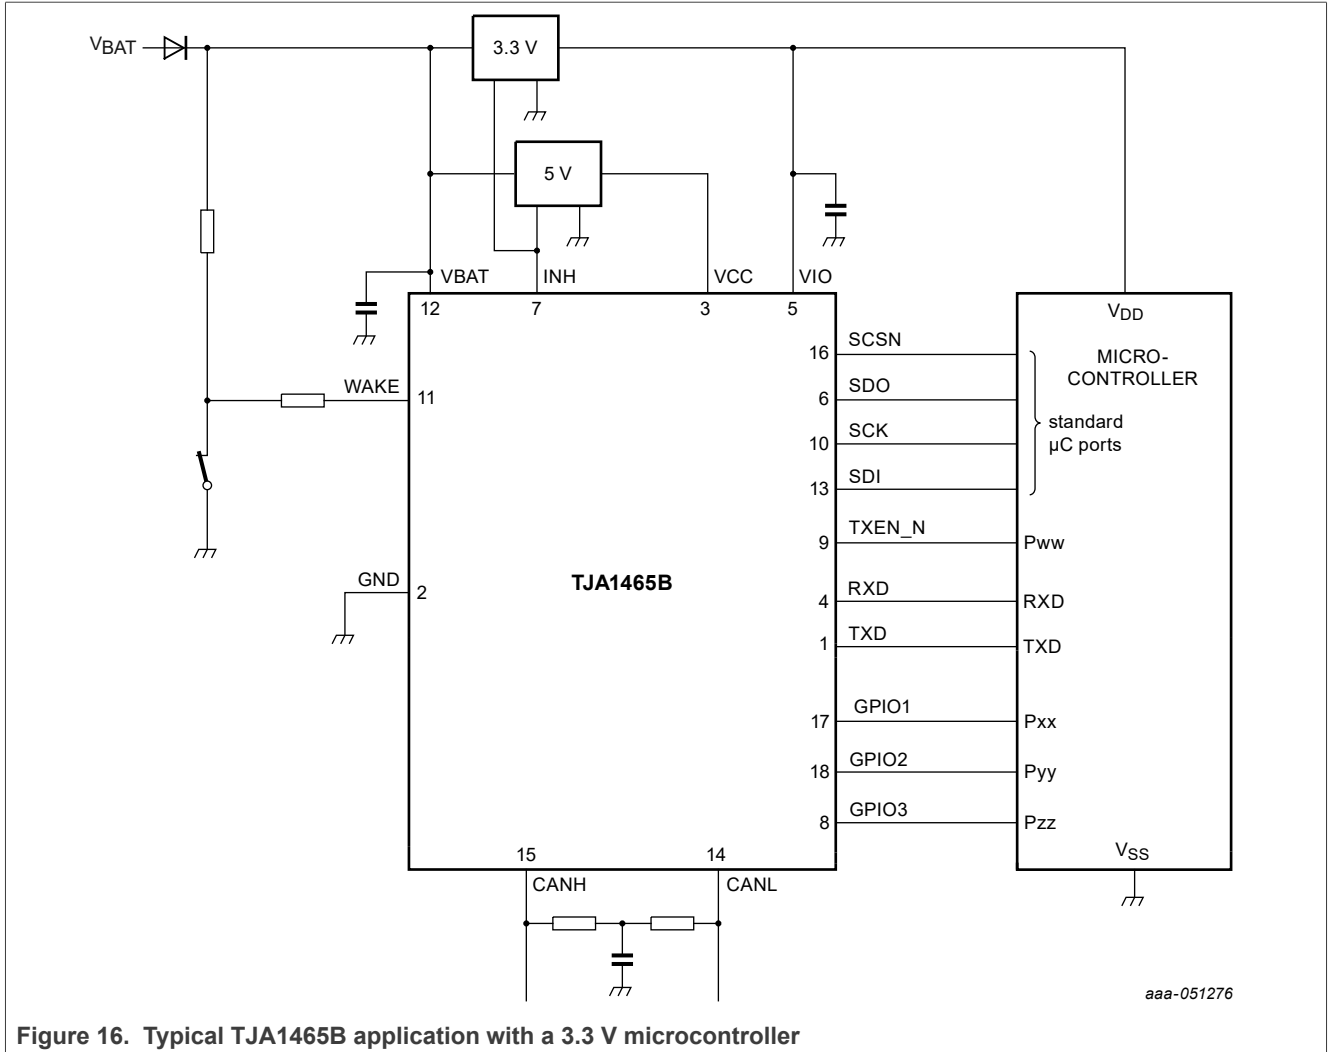 VBAT
3.3 V
5 V
VBAT
INH
VCC
VIO
12
7
3
5
VDD
MICRO-
CONTROLLER
standard
µC ports
16
SCSN
6
SDO
10
SCK
13
SDI
WAKE
11
9
TXEN_N
Pww
GND
2
TJA1465B
4
RXD
RXD
1
TXD
TXD
17
GPIO1
Pxx
18
GPIO2
Pyy
8
GPIO3
Pzz
15
14
VSS
CANH
CANL
aaa-051276
Figure 16. Typical TJA1465B application with a 3.3 V microcontroller